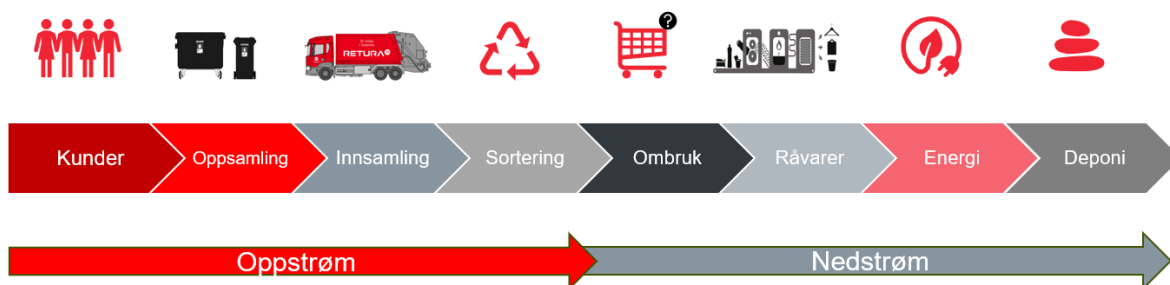 ?
RETURA
Kunder
Oppsamling
Innsamling
Sortering
Ombruk
Råvarer
Energi
Deponi
Oppstrøm
Nedstrøm